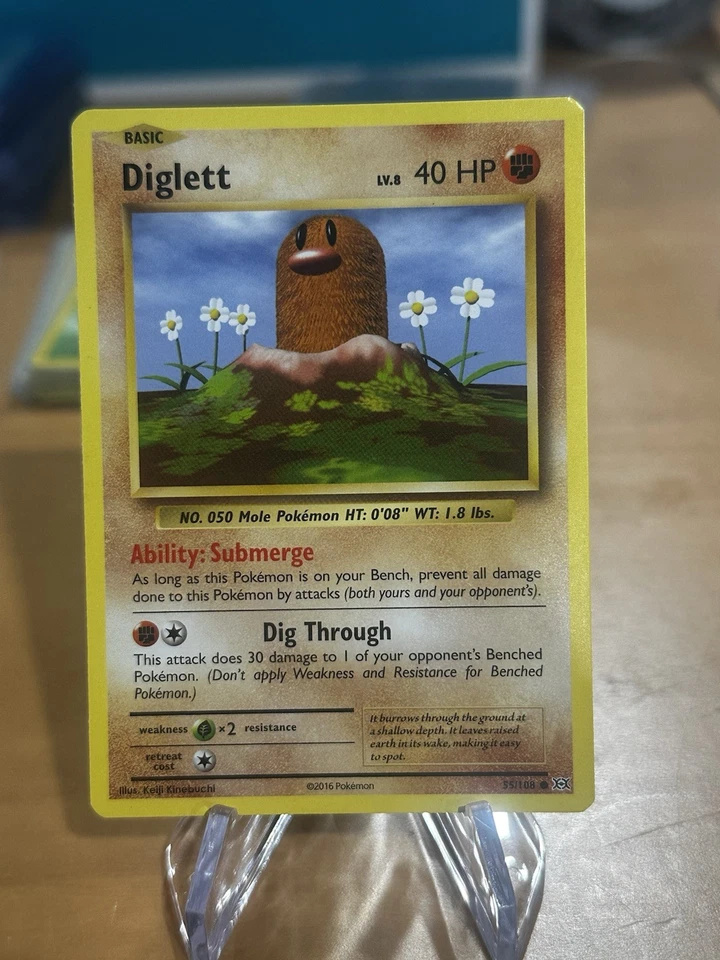 BASIC
Diglett LV.8 40 HP
NO. 050 Mole Pokémon HT: 0'08" WT: 1.8 lbs.
Ability: Submerge
As long as this Pokémon is on your Bench, prevent all damage
done to this Pokémon by attacks (both yours and your opponent's).
Dig Through
This attack does 30 damage to 1 of your opponent's Benched
Pokémon. (Don't apply Weakness and Resistance for Benched
Pokémon.)
weakness ×2 resistance
retreat
cost
It burrows through the ground at
a shallow depth. It leaves raised
earth in its wake, making it easy
to spot.
Illus. Keiji Kinebuchi ©2016 Pokémon 55/108